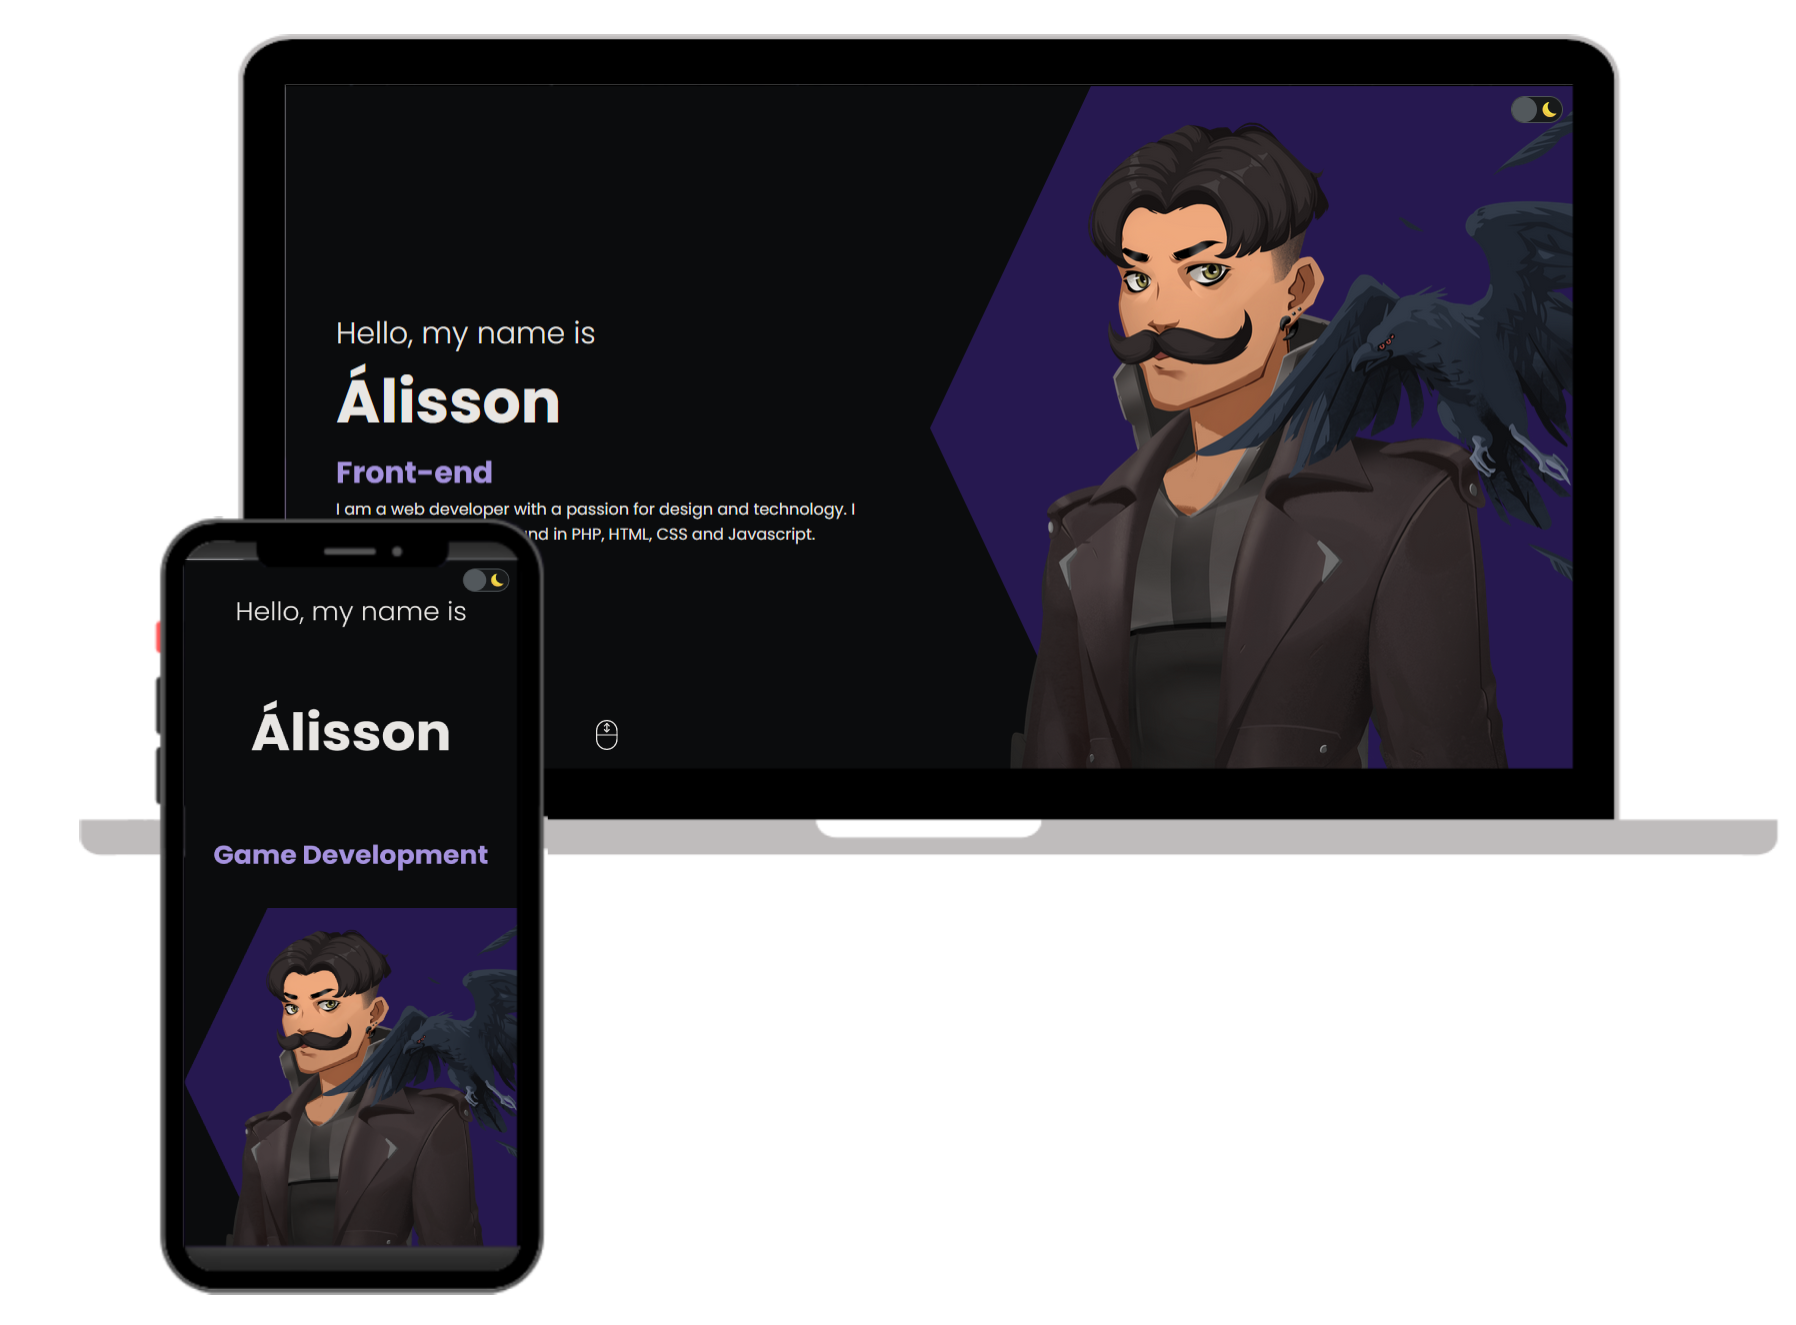 Hello, my name is
Álisson
Front-end
I am a web developer with a passion for design and technology. I
in PHP, HTML, CSS and Javascript.
Hello, my name is
Álisson
Game Development